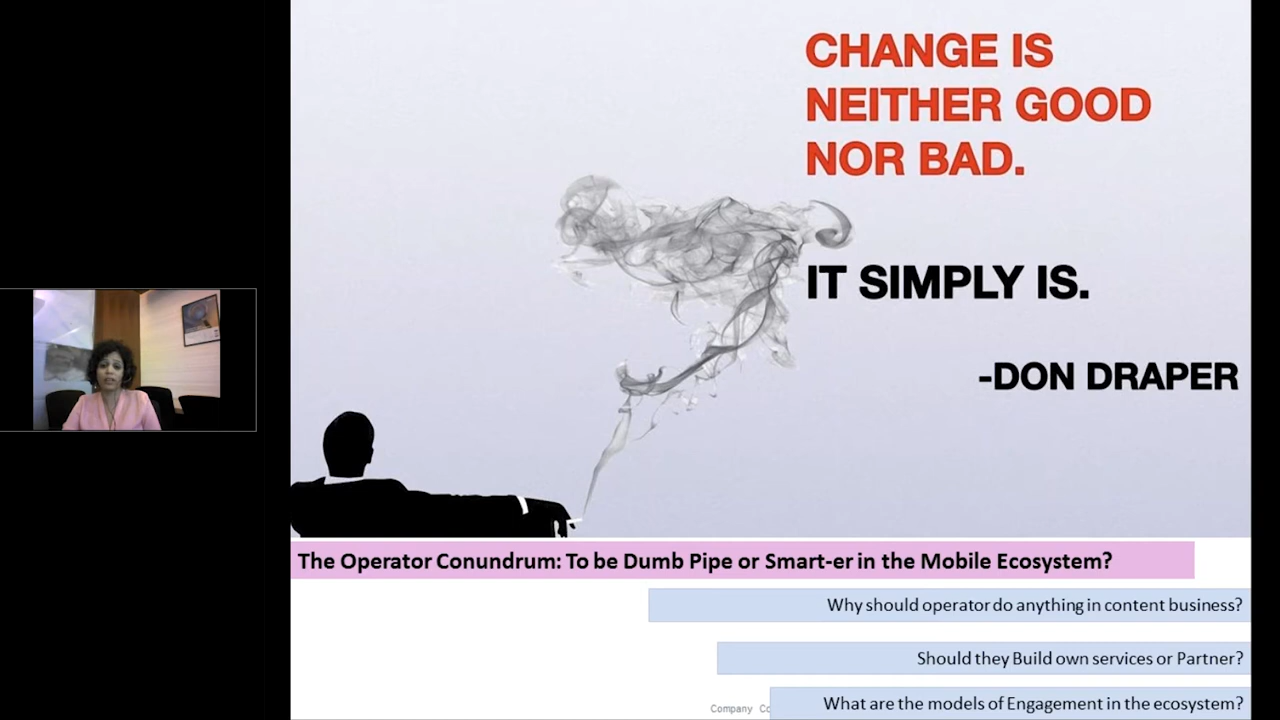 CHANGE IS
NEITHER GOOD
NOR BAD.
IT SIMPLY IS.
-DON DRAPER
The Operator Conundrum: To be Dumb Pipe or Smart-er in the Mobile Ecosystem?
Why should operator do anything in content business?
Should they Build own services or Partner?
Company
What are the models of Engagement in the ecosystem?